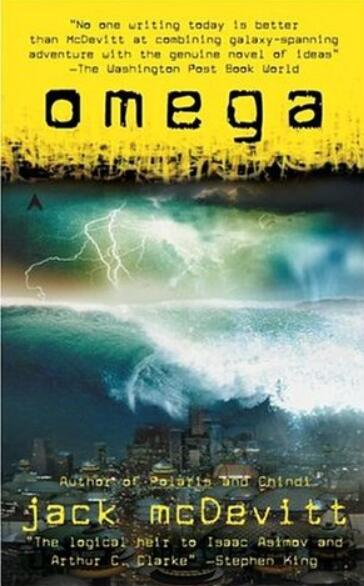 "No one writing today is better
than McDevitt at combining galaxy-spanning
adventure with the genuine novel of ideas"
—The Washington Post Book World
omega
Author of Polaris and Chindi
jack mcDevitt
"The logical heir to Isaac Asimov and
Arthur C. Clarke" —Stephen King